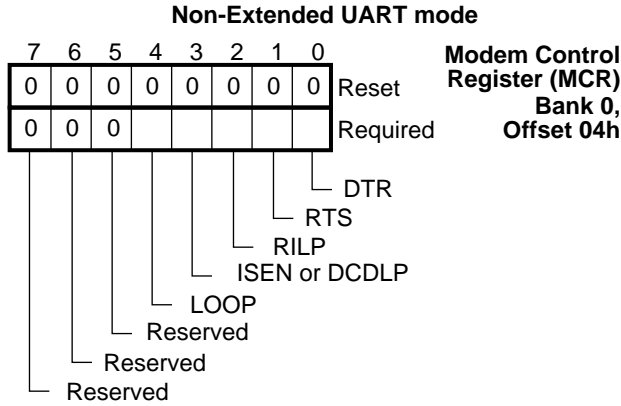 Non-Extended UART mode
7 6 5 4 3 2 1 0
Modem Control
Register (MCR)
Bank 0,
Offset 04h
0 0 0 0 0 0 0 0 Reset
0 0 0 Required
DTR
RTS
RILP
ISEN or DCDLP
LOOP
Reserved
Reserved
Reserved